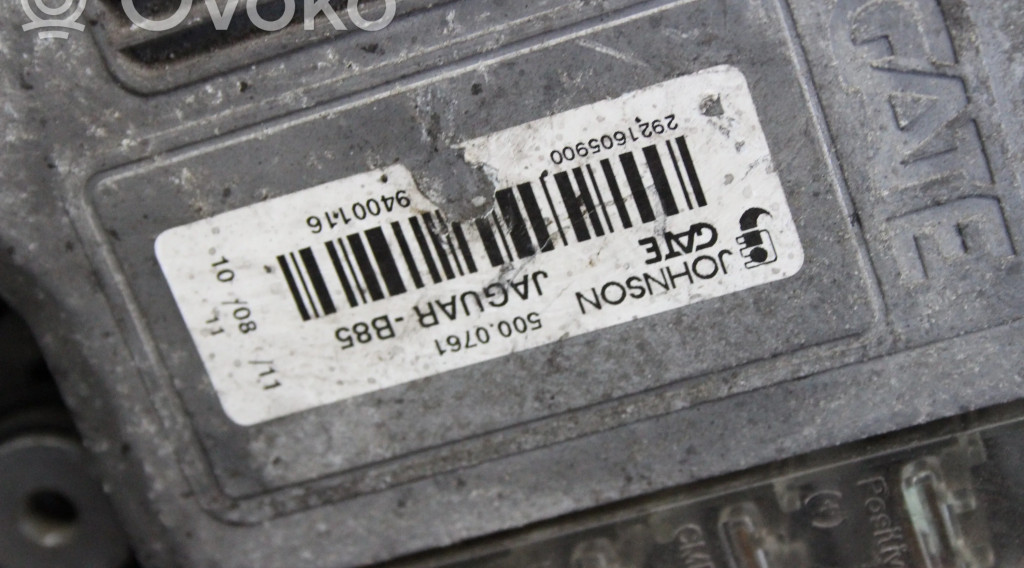 Ovoko
GATE
JOHNSON
GATE
500.0761
JAGUAR - B85
2921605900
9400116
10 /08 /11
11